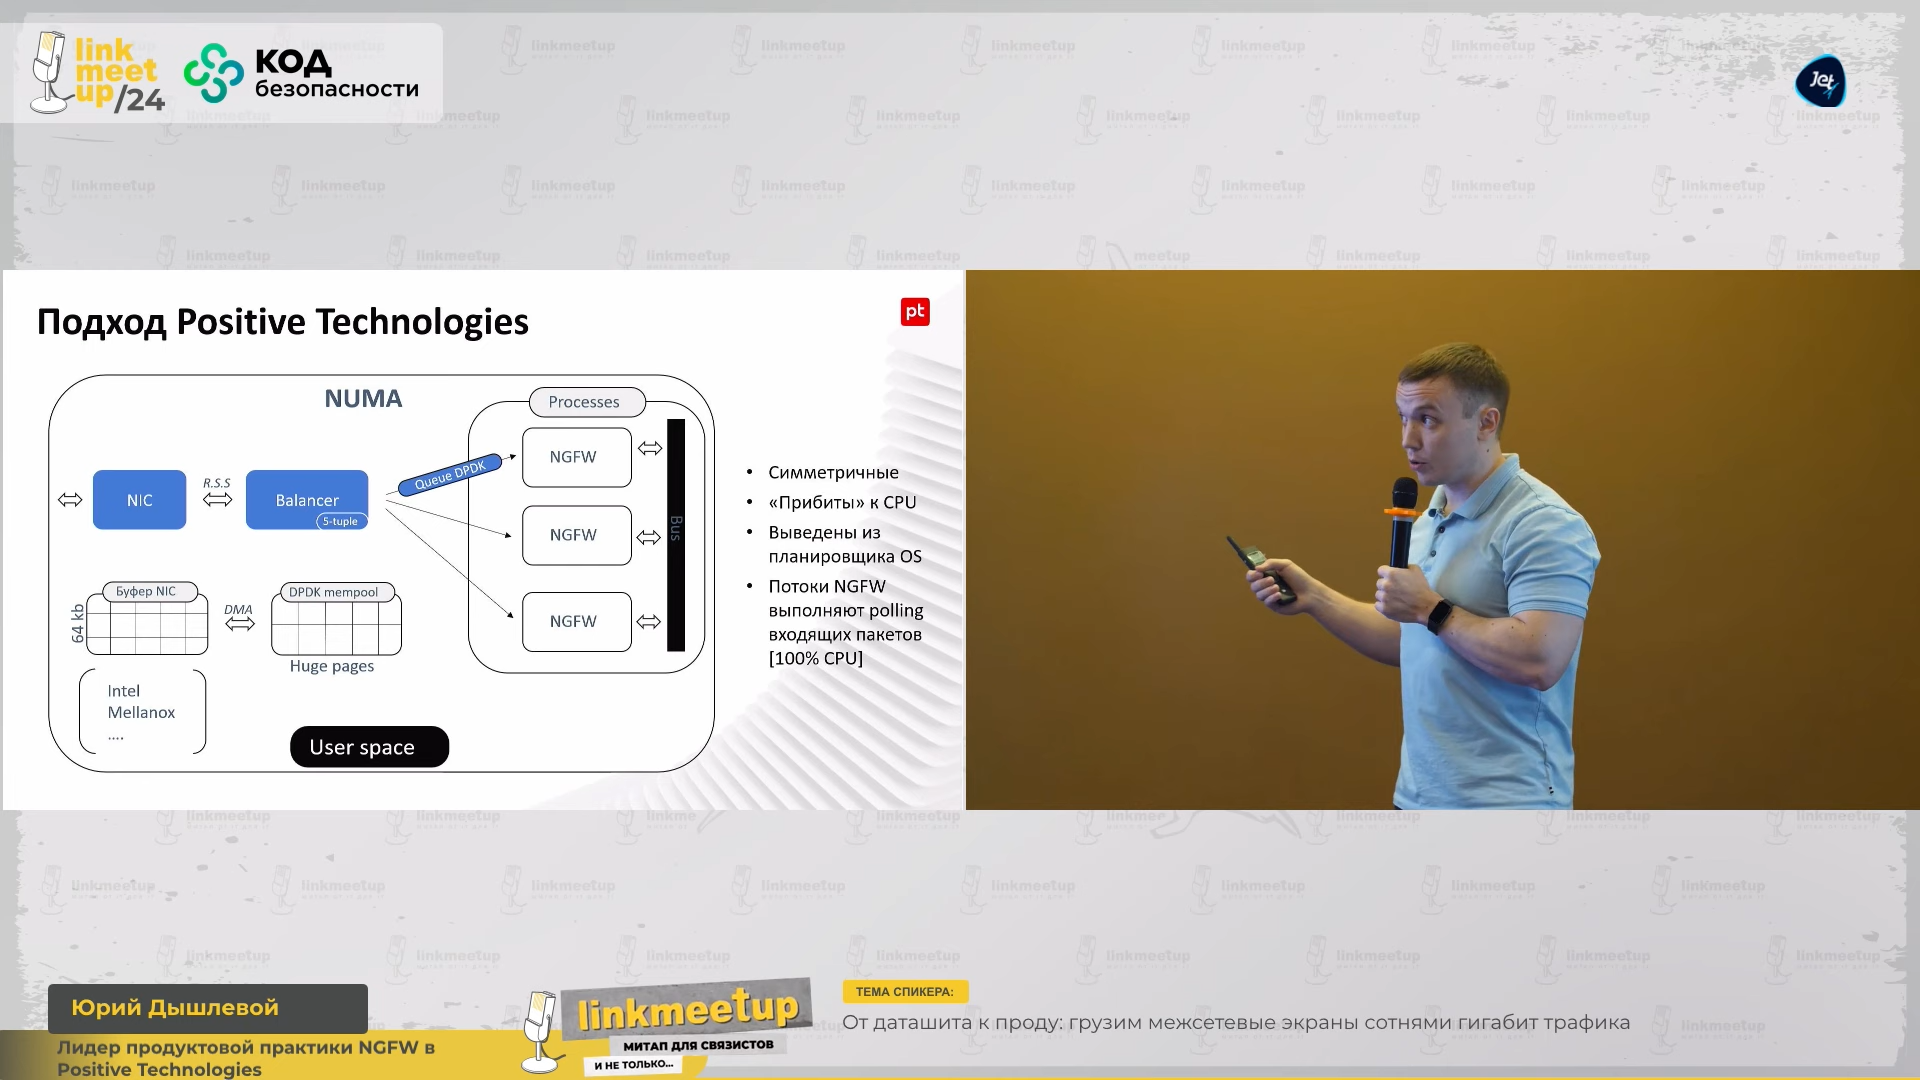 link
meet
up/24
КОД
безопасности
Jet
Подход Positive Technologies
pt
NUMA
Processes
NGFW
Queue DPDK
R.S.S
NIC
Balancer
5-tuple
NGFW
Bus
Буфер NIC
DPDK mempool
64 kb
DMA
NGFW
Huge pages
Intel
Mellanox
....
User space
• Симметричные
• «Прибиты» к CPU
• Выведены из
планировщика OS
• Потоки NGFW
выполняют polling
входящих пакетов
[100% CPU]
Юрий Дышлевой
Лидер продуктовой практики NGFW в
Positive Technologies
linkmeetup
МИТАП ДЛЯ СВЯЗИСТОВ
И НЕ ТОЛЬКО...
ТЕМА СПИКЕРА:
От даташита к проду: грузим межсетевые экраны сотнями гигабит трафика